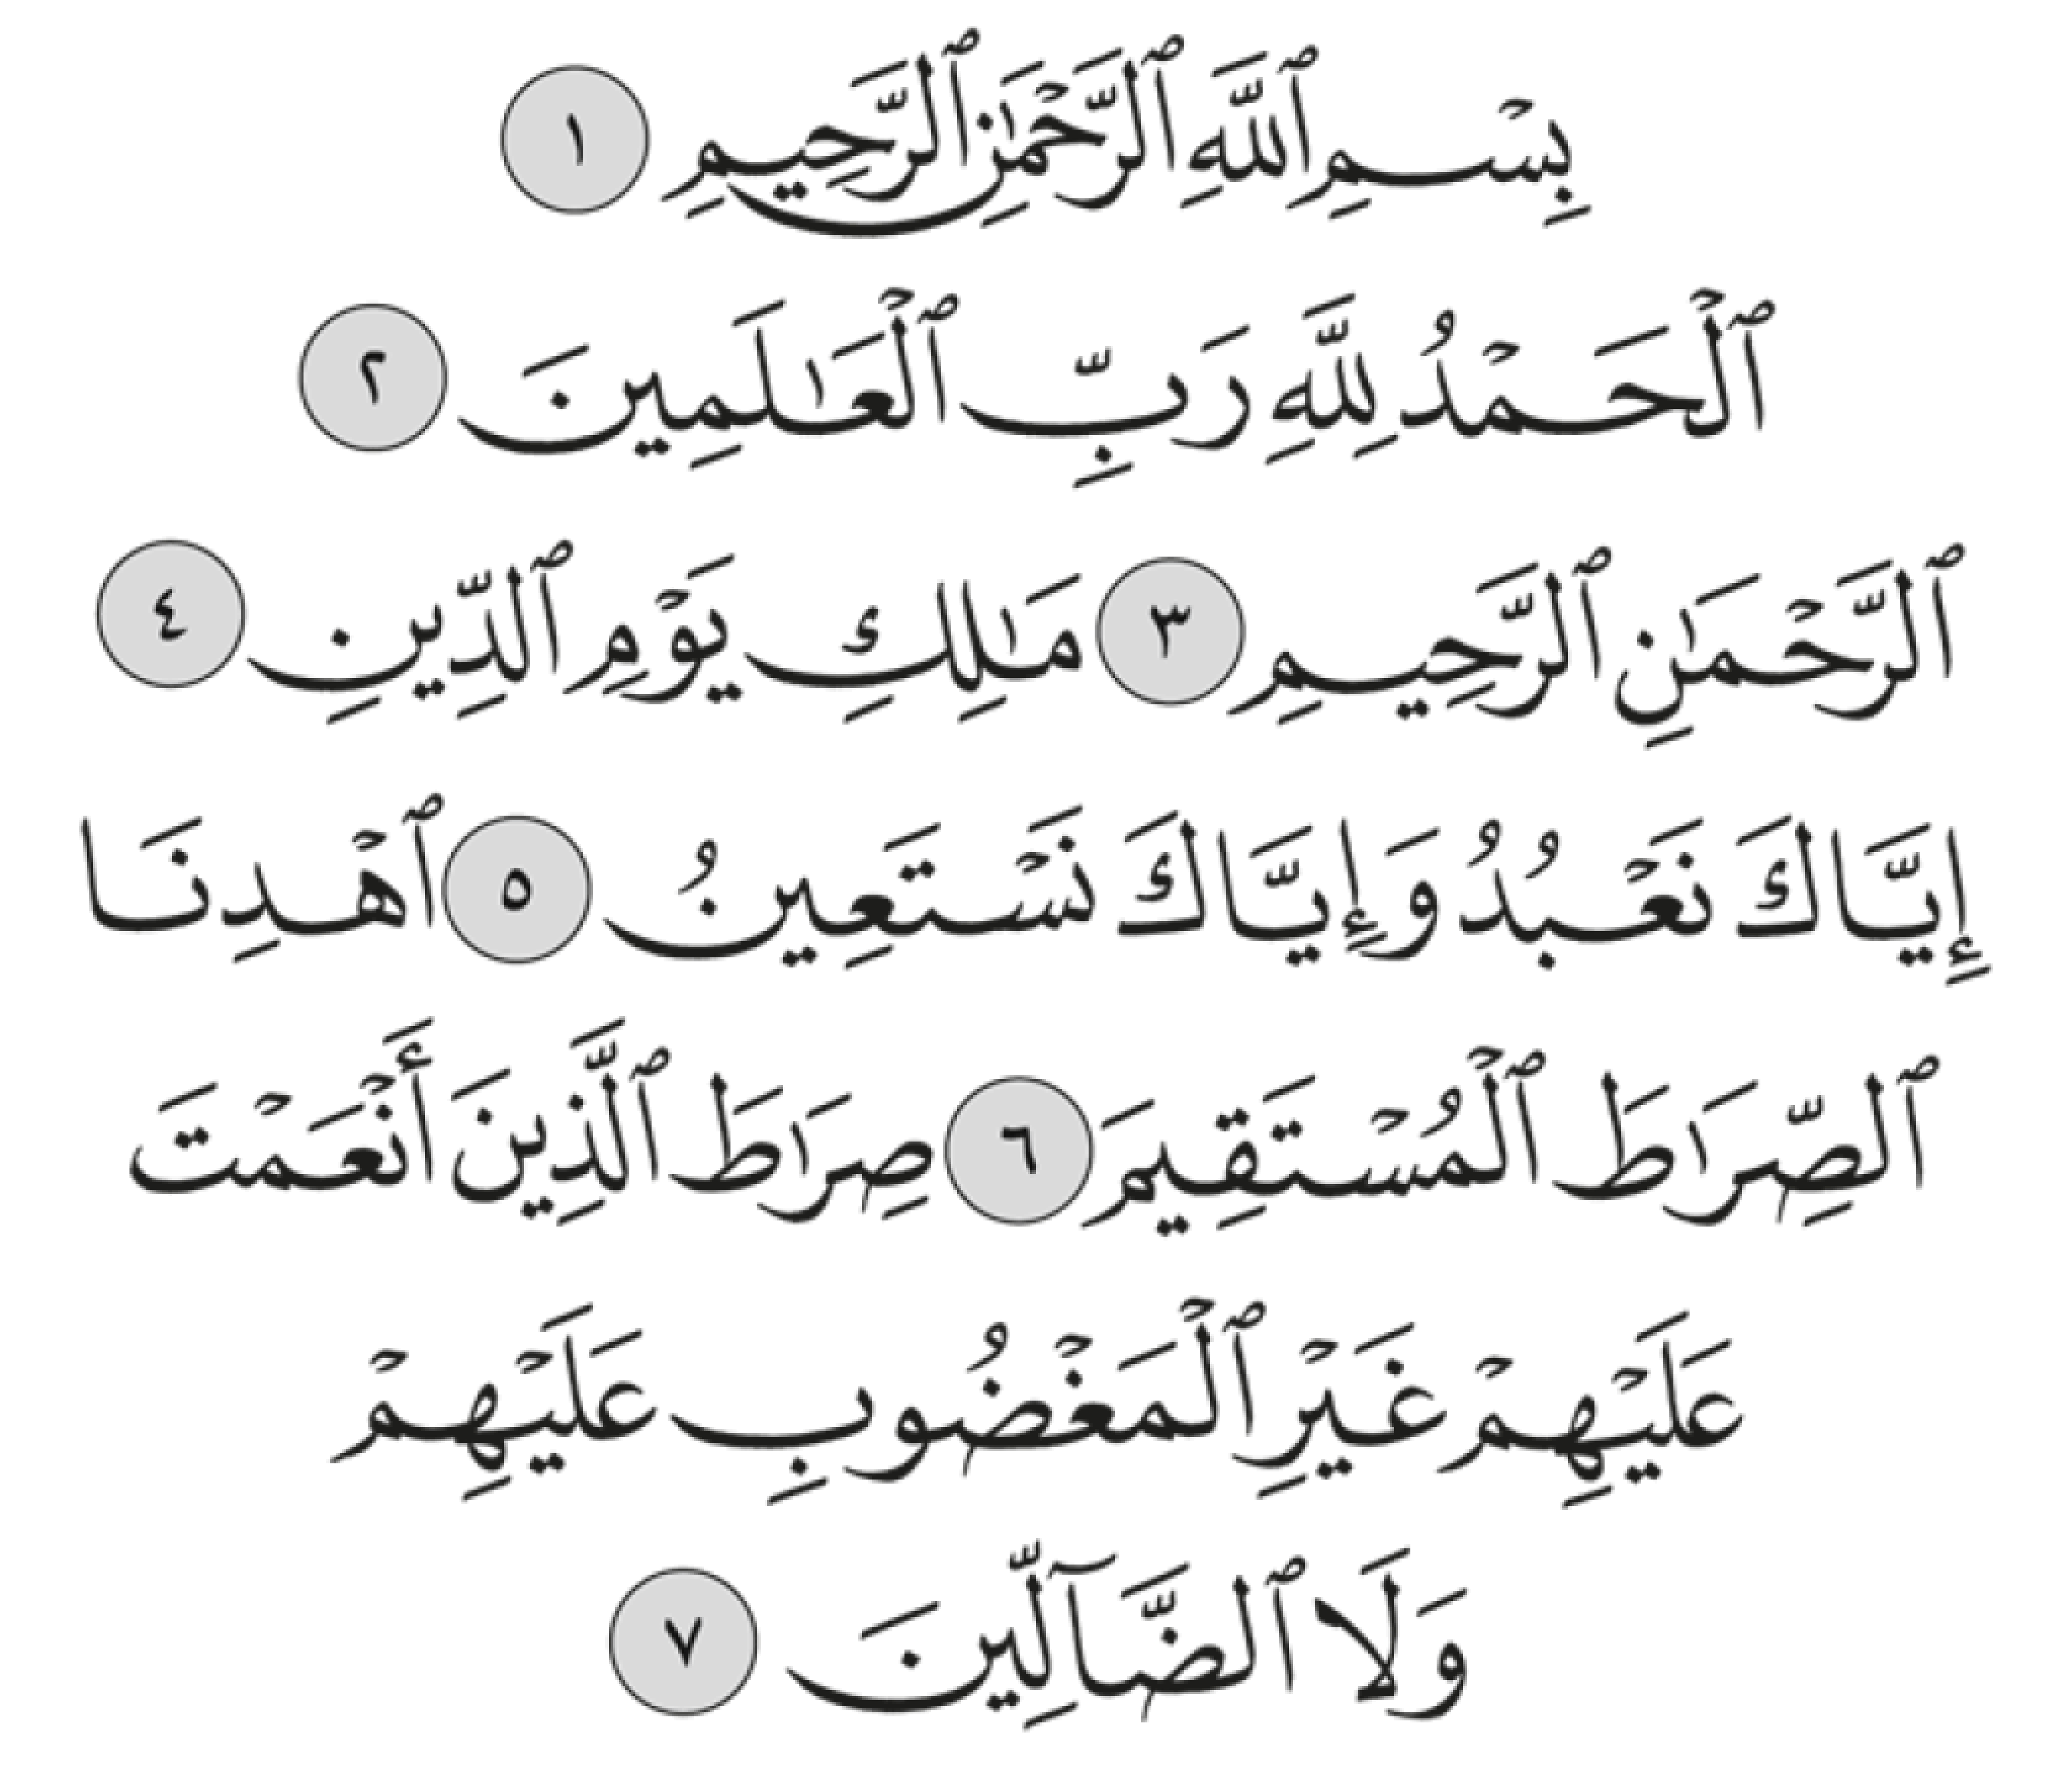 بِسْمِ ٱللَّهِ ٱلرَّحْمَٰنِ ٱلرَّحِيمِ ١
ٱلْحَمْدُ لِلَّهِ رَبِّ ٱلْعَٰلَمِينَ ٢
ٱلرَّحْمَٰنِ ٱلرَّحِيمِ ٣ مَٰلِكِ يَوْمِ ٱلدِّينِ ٤
إِيَّاكَ نَعْبُدُ وَإِيَّاكَ نَسْتَعِينُ ٥ ٱهْدِنَا
ٱلصِّرَٰطَ ٱلْمُسْتَقِيمَ ٦ صِرَٰطَ ٱلَّذِينَ أَنْعَمْتَ
عَلَيْهِمْ غَيْرِ ٱلْمَغْضُوبِ عَلَيْهِمْ
وَلَا ٱلضَّآلِّينَ ٧